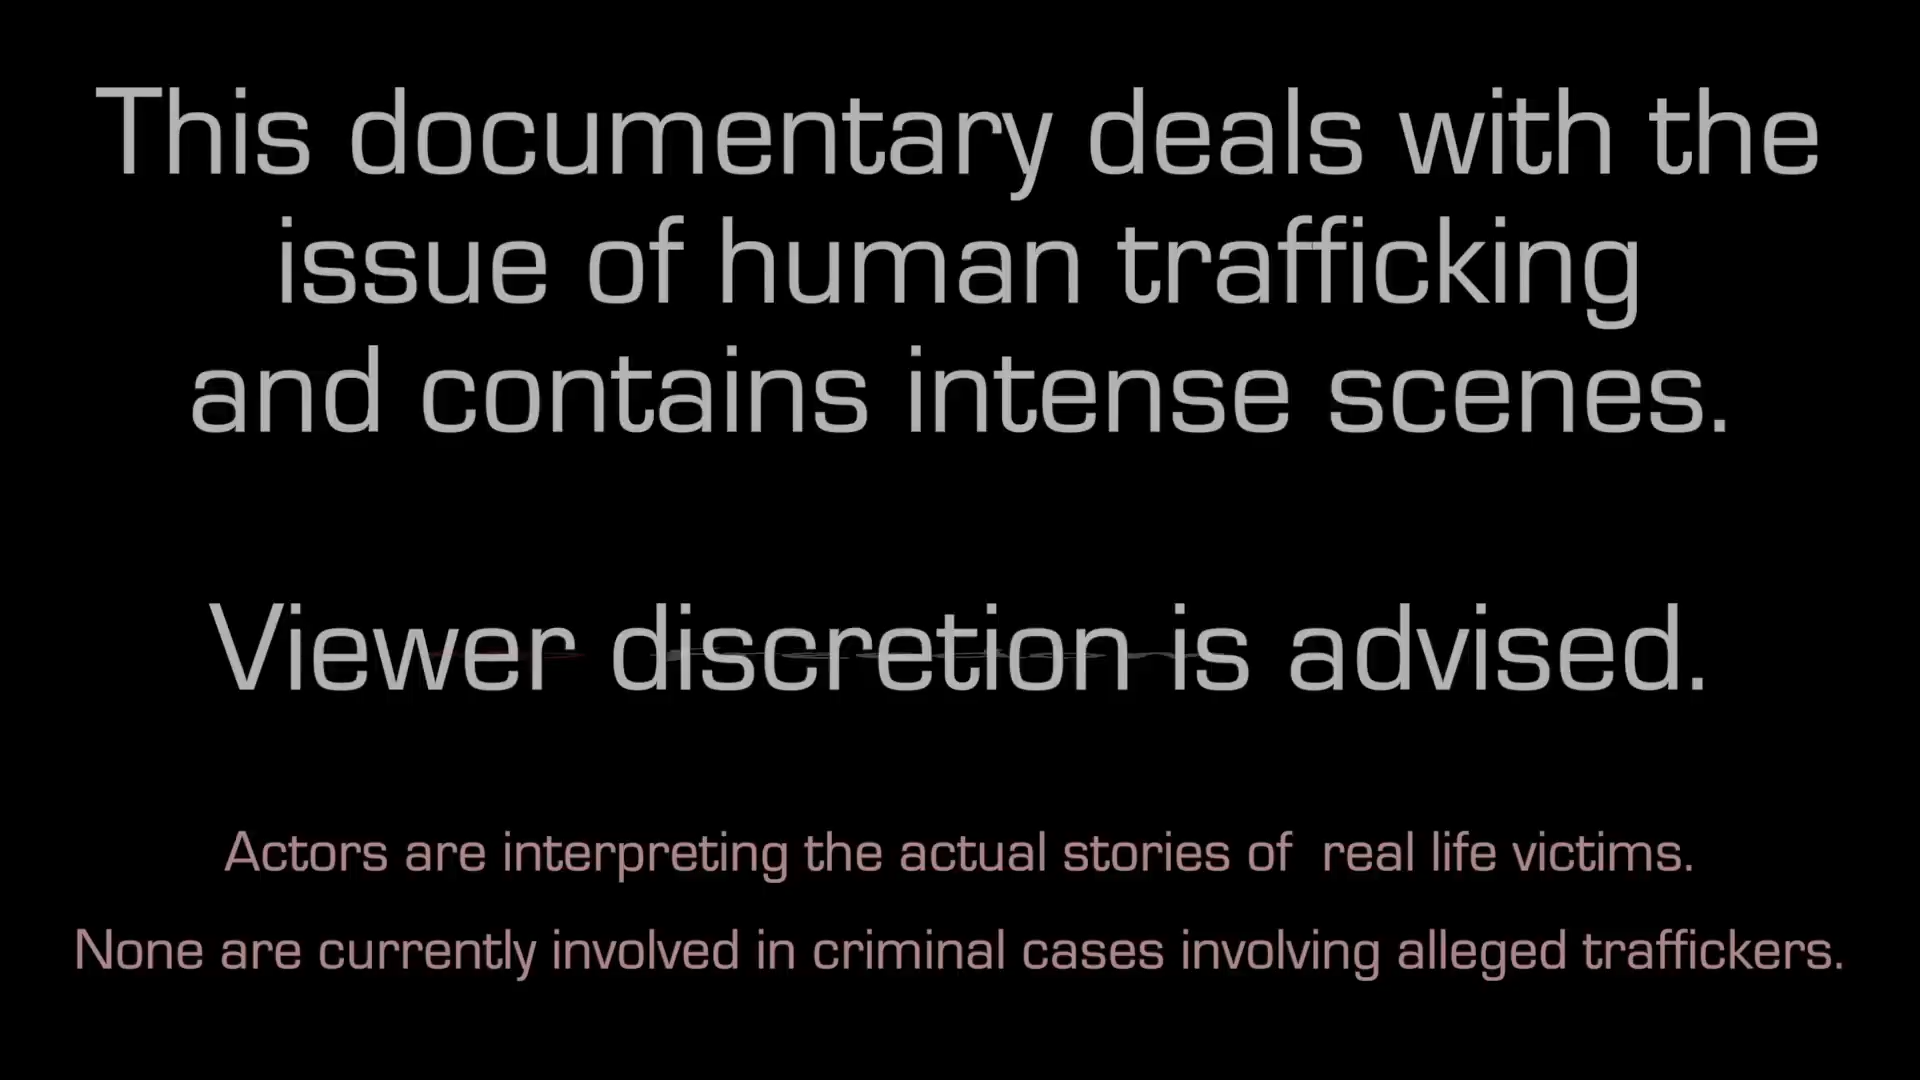 This documentary deals with the
issue of human trafficking
and contains intense scenes.
Viewer discretion is advised.
Actors are interpreting the actual stories of  real life victims.
None are currently involved in criminal cases involving alleged traffickers.